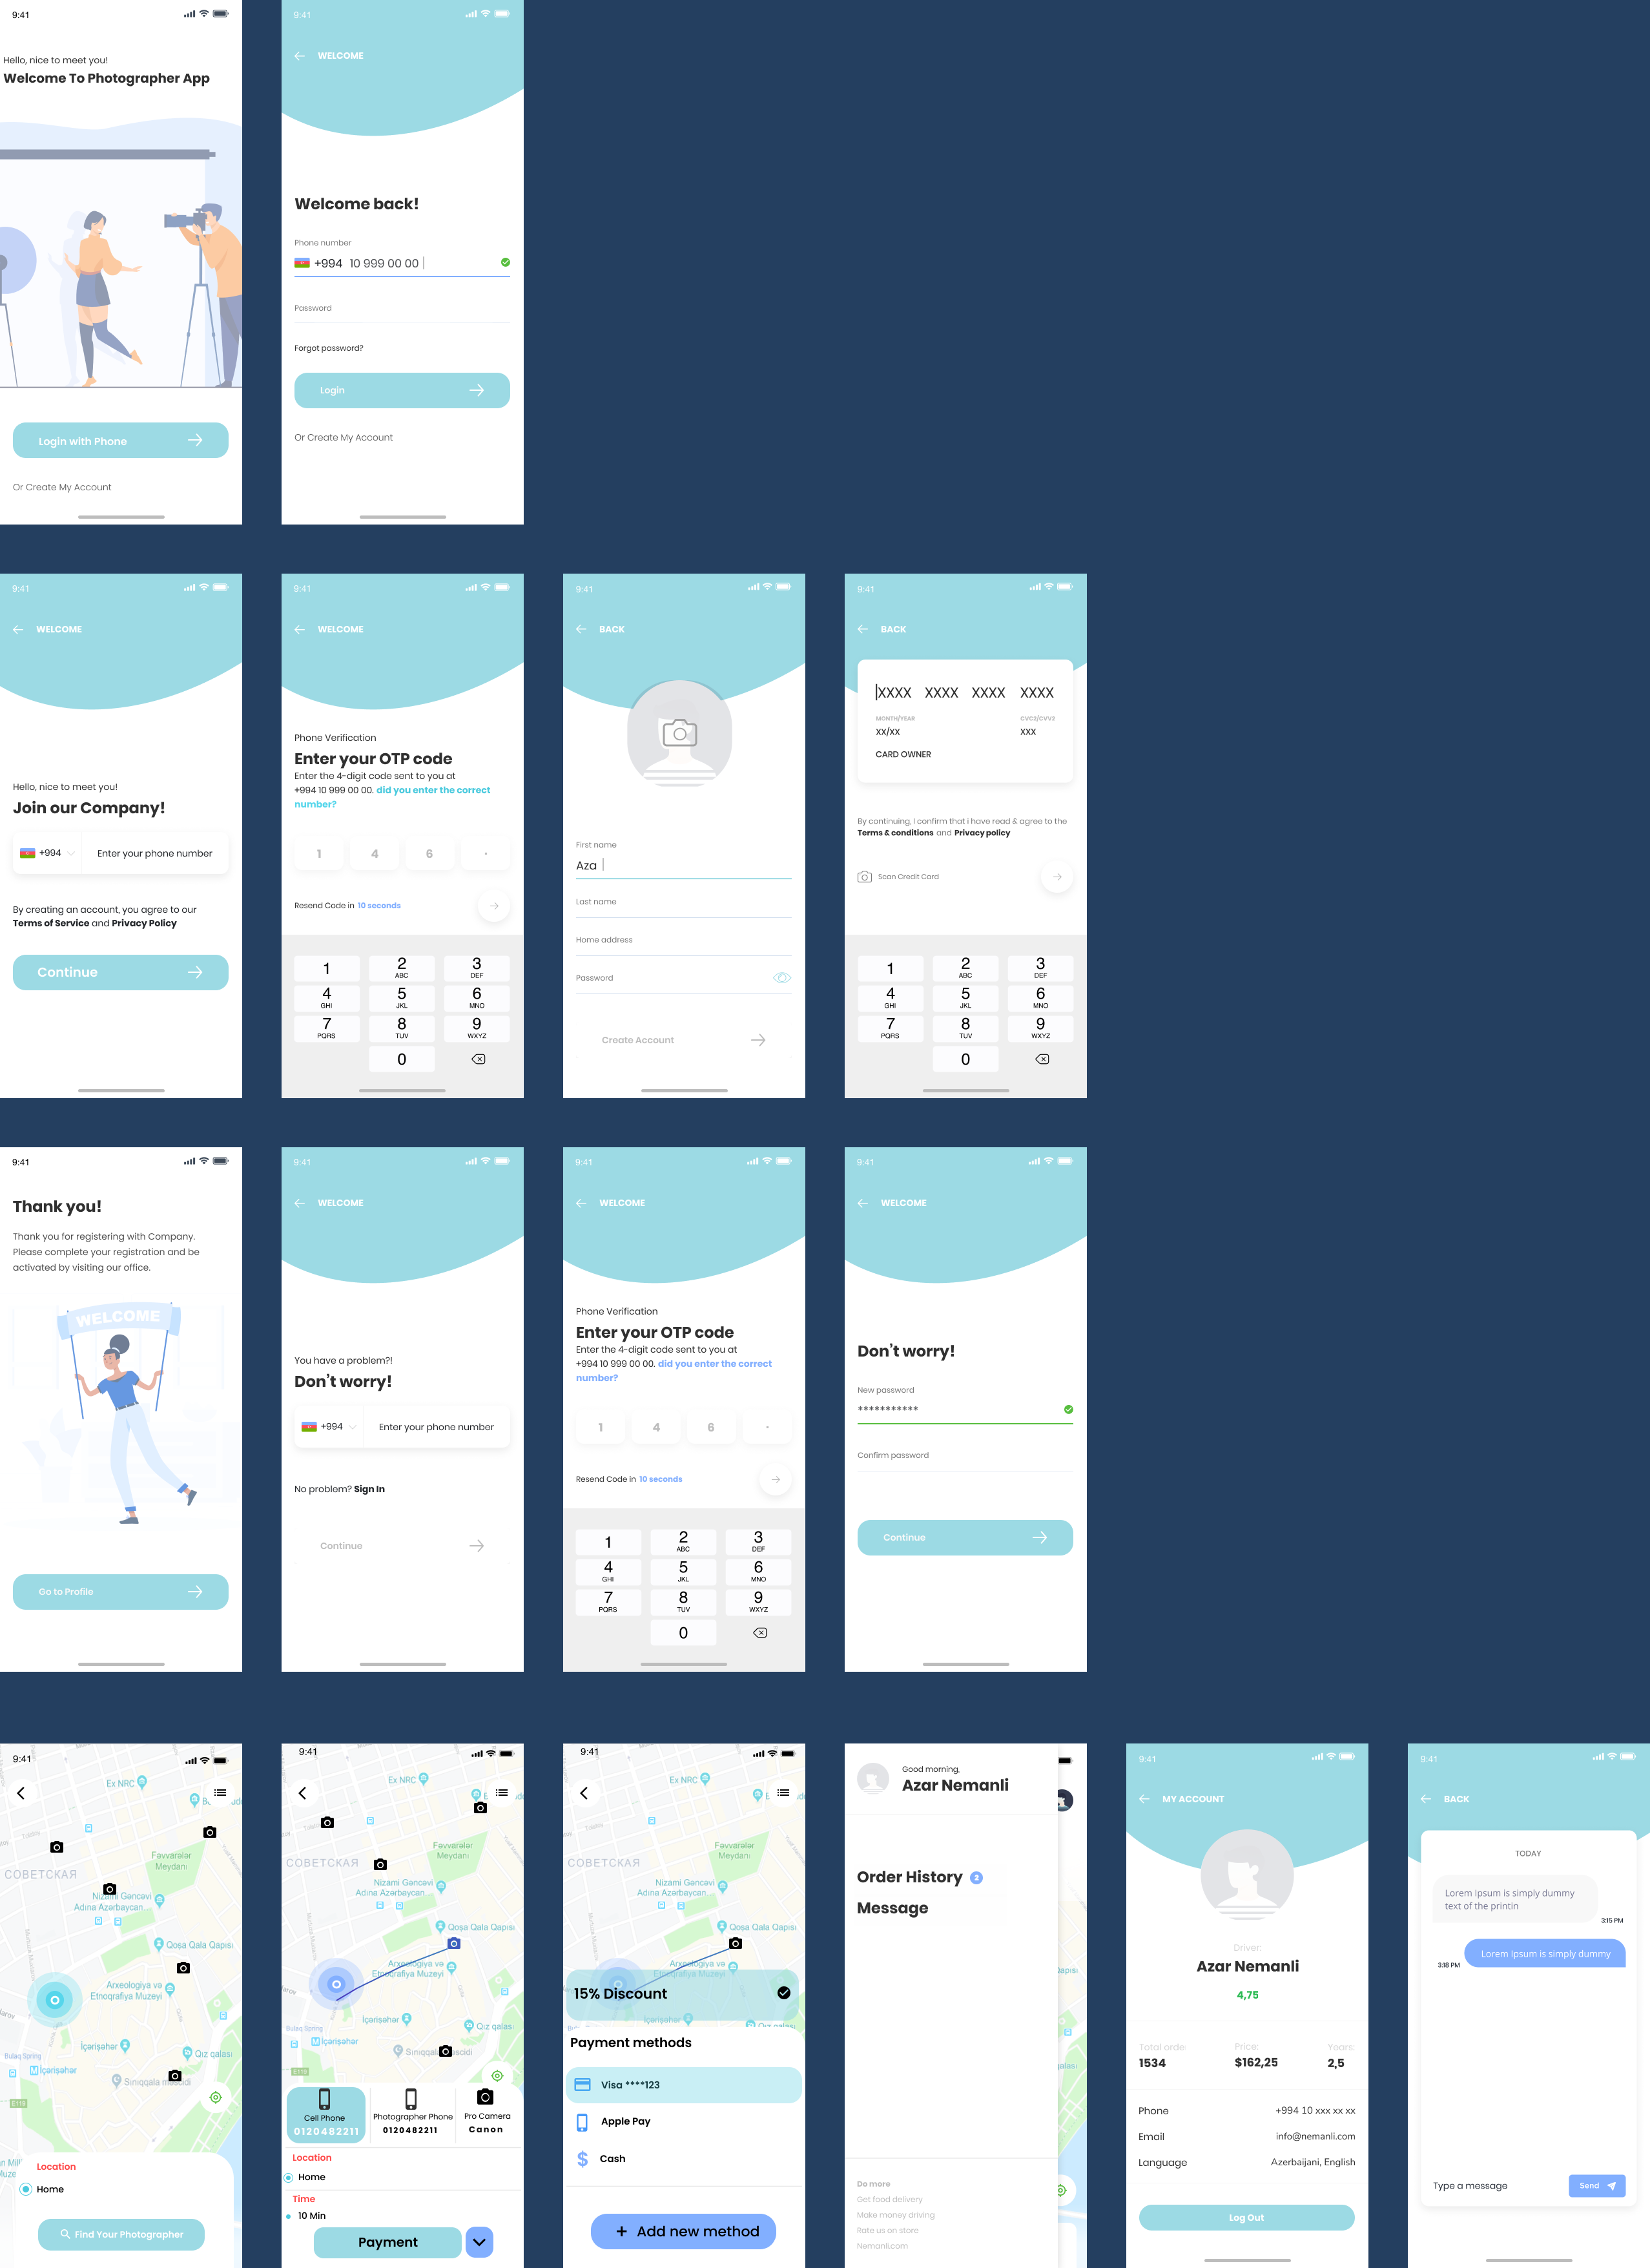 9:41
Hello, nice to meet you!
Welcome To Photographer App
Login with Phone
Or Create My Account
9:41
WELCOME
Welcome back!
Phone number
+994 10 999 00 00
Password
Forgot password?
Login
Or Create My Account
9:41
WELCOME
Hello, nice to meet you!
Join our Company!
+994 Enter your phone number
By creating an account, you agree to our
Terms of Service and Privacy Policy
Continue
9:41
WELCOME
Phone Verification
Enter your OTP code
Enter the 4-digit code sent to you at
+994 10 999 00 00. did you enter the correct
number?
1 4 6 ·
Resend Code in 10 seconds
1 2 3
ABC DEF
4 5 6
GHI JKL MNO
7 8 9
PQRS TUV WXYZ
0
9:41
BACK
First name
Aza
Last name
Home address
Password
Create Account
9:41
BACK
XXXX XXXX XXXX XXXX
MONTH/YEAR CVC2/CVV2
XX/XX XXX
CARD OWNER
By continuing, I confirm that i have read & agree to the
Terms & conditions and Privacy policy
Scan Credit Card
1 2 3
ABC DEF
4 5 6
GHI JKL MNO
7 8 9
PQRS TUV WXYZ
0
9:41
Thank you!
Thank you for registering with Company.
Please complete your registration and be
activated by visiting our office.
WELCOME
Go to Profile
9:41
WELCOME
You have a problem?!
Don't worry!
+994 Enter your phone number
No problem? Sign In
Continue
9:41
WELCOME
Phone Verification
Enter your OTP code
Enter the 4-digit code sent to you at
+994 10 999 00 00. did you enter the correct
number?
1 4 6 ·
Resend Code in 10 seconds
1 2 3
ABC DEF
4 5 6
GHI JKL MNO
7 8 9
PQRS TUV WXYZ
0
9:41
WELCOME
Don't worry!
New password
***********
Confirm password
Continue
9:41
Ex NRC
СОВЕТСКАЯ
Fəvvarələr
Meydanı
Nizami Gəncəvi
Adına Azərbaycan...
Qoşa Qala Qapısı
Arxeologiya və
Etnoqrafiya Muzeyi
İçərişəhər
Bulaq Spring
Qız qalası
M İçərişəhər
Sınıqqala məscidi
E119
Location
Home
Find Your Photographer
9:41
Ex NRC
СОВЕТСКАЯ
Fəvvarələr
Meydanı
Nizami Gəncəvi
Adına Azərbaycan...
Qoşa Qala Qapısı
Arxeologiya və
Etnoqrafiya Muzeyi
İçərişəhər
Bulaq Spring
Qız qalası
M İçərişəhər
Sınıqqala məscidi
E119
Cell Phone Photographer Phone Pro Camera
0120482211 0120482211 Canon
Location
Home
Time
10 Min
Payment
9:41
Ex NRC
СОВЕТСКАЯ
Fəvvarələr
Meydanı
Nizami Gəncəvi
Adına Azərbaycan...
Qoşa Qala Qapısı
Arxeologiya və
Etnoqrafiya Muzeyi
15% Discount
Payment methods
Visa ****123
Apple Pay
$ Cash
+ Add new method
Good morning,
Azar Nemanli
Order History 2
Message
Do more
Get food delivery
Make money driving
Rate us on store
Nemanli.com
9:41
MY ACCOUNT
Driver:
Azar Nemanli
4,75
Total orde: Price: Years:
1534 $162,25 2,5
Phone +994 10 xxx xx xx
Email info@nemanli.com
Language Azerbaijani, English
Log Out
9:41
BACK
TODAY
Lorem Ipsum is simply dummy
text of the printin
3:15 PM
Lorem Ipsum is simply dummy
3:18 PM
Type a message Send